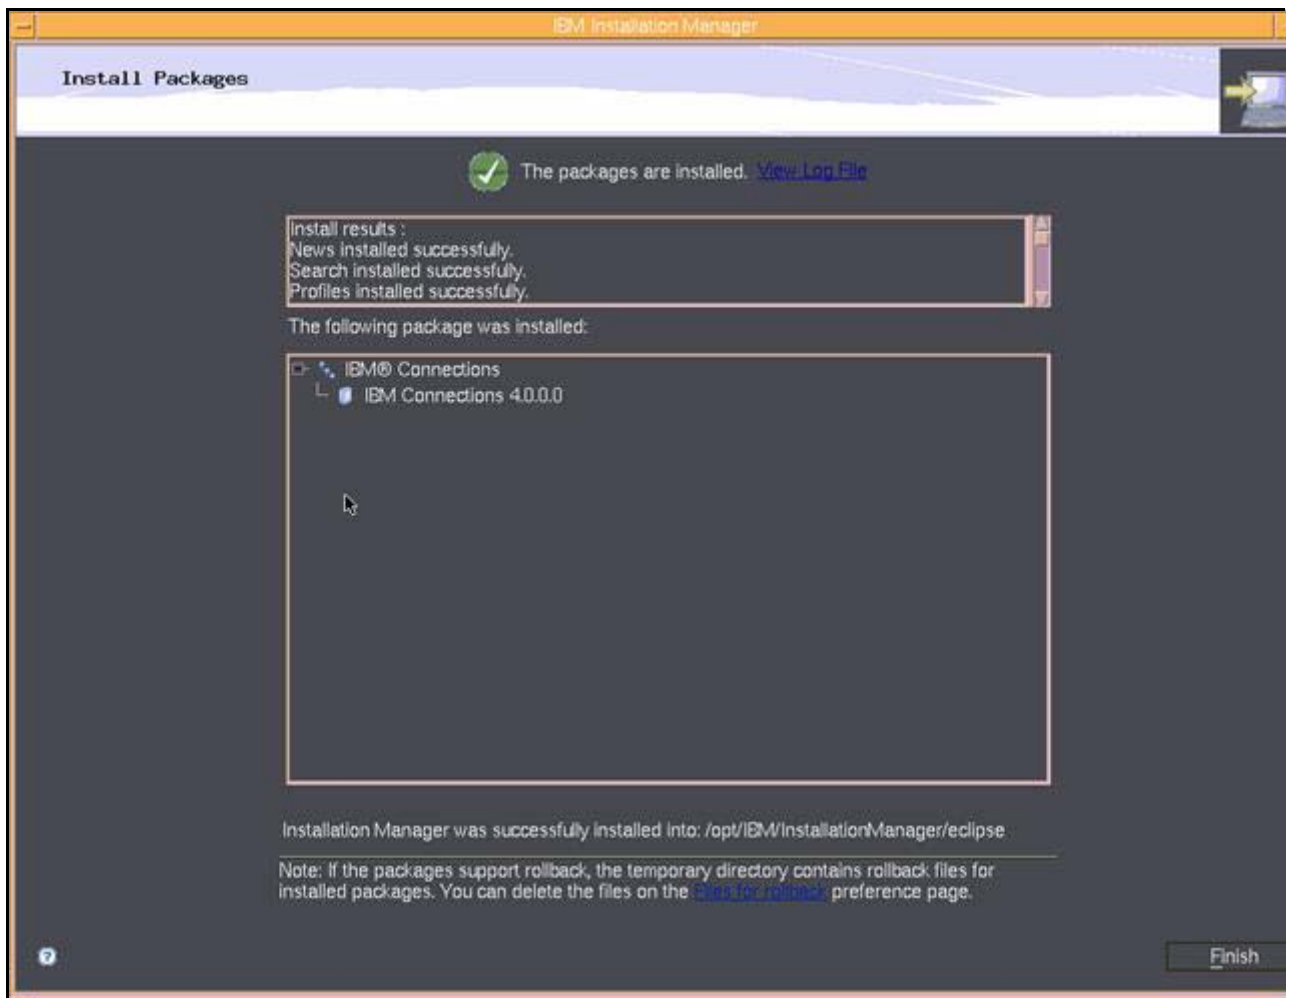 IBM Installation Manager
Install Packages
The packages are installed. View Log File
Install results :
News installed successfully.
Search installed successfully.
Profiles installed successfully.
The following package was installed:
IBM® Connections
IBM Connections 4.0.0.0
Installation Manager was successfully installed into: /opt/IBM/InstallationManager/eclipse
Note: If the packages support rollback, the temporary directory contains rollback files for
installed packages. You can delete the files on the Files for rollback preference page.
Finish